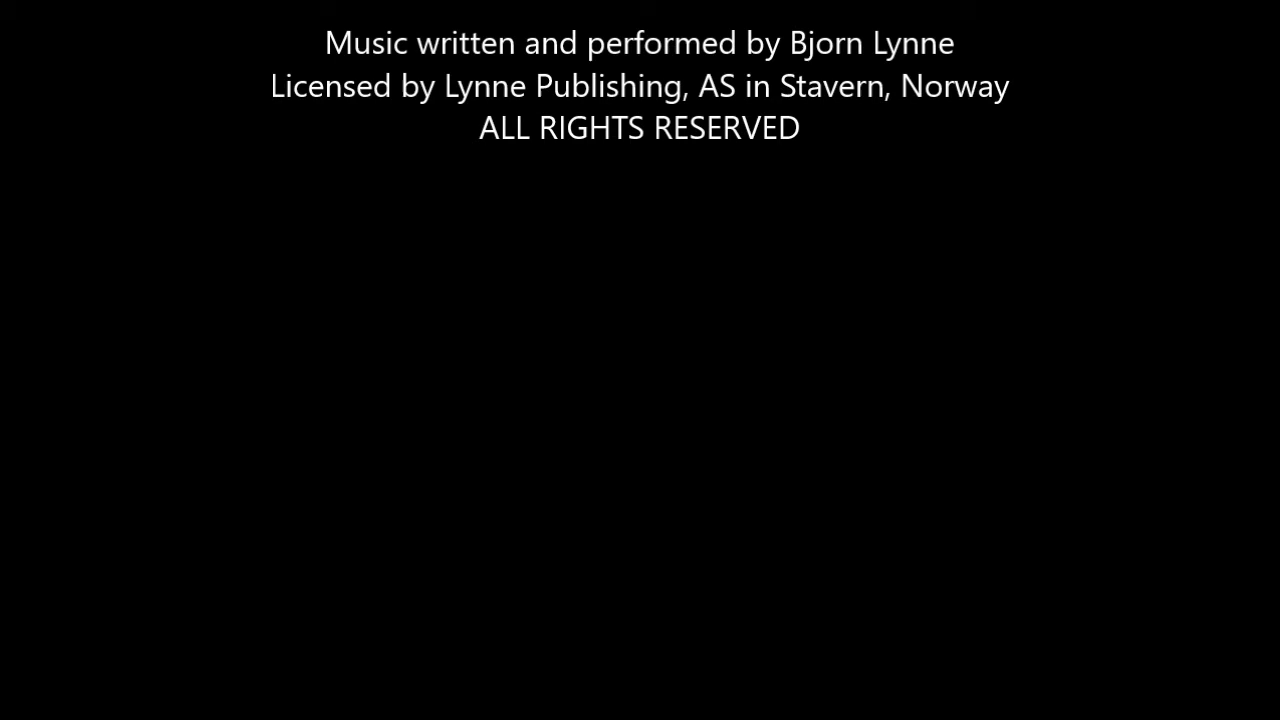 Music written and performed by Bjorn Lynne
Licensed by Lynne Publishing, AS in Stavern, Norway
ALL RIGHTS RESERVED